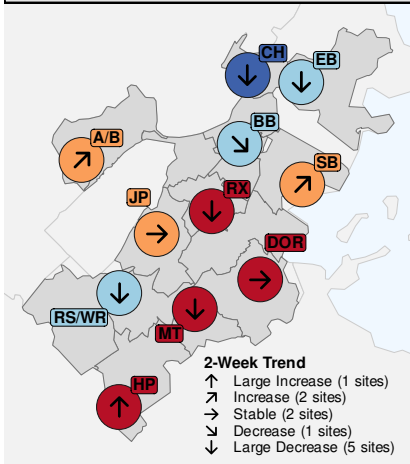 CH
EB
BB
A/B
SB
RX
JP
DOR
RS/WR
MT
HP
2-Week Trend
↑ Large Increase (1 sites)
↗ Increase (2 sites)
→ Stable (2 sites)
↘ Decrease (1 sites)
↓ Large Decrease (5 sites)